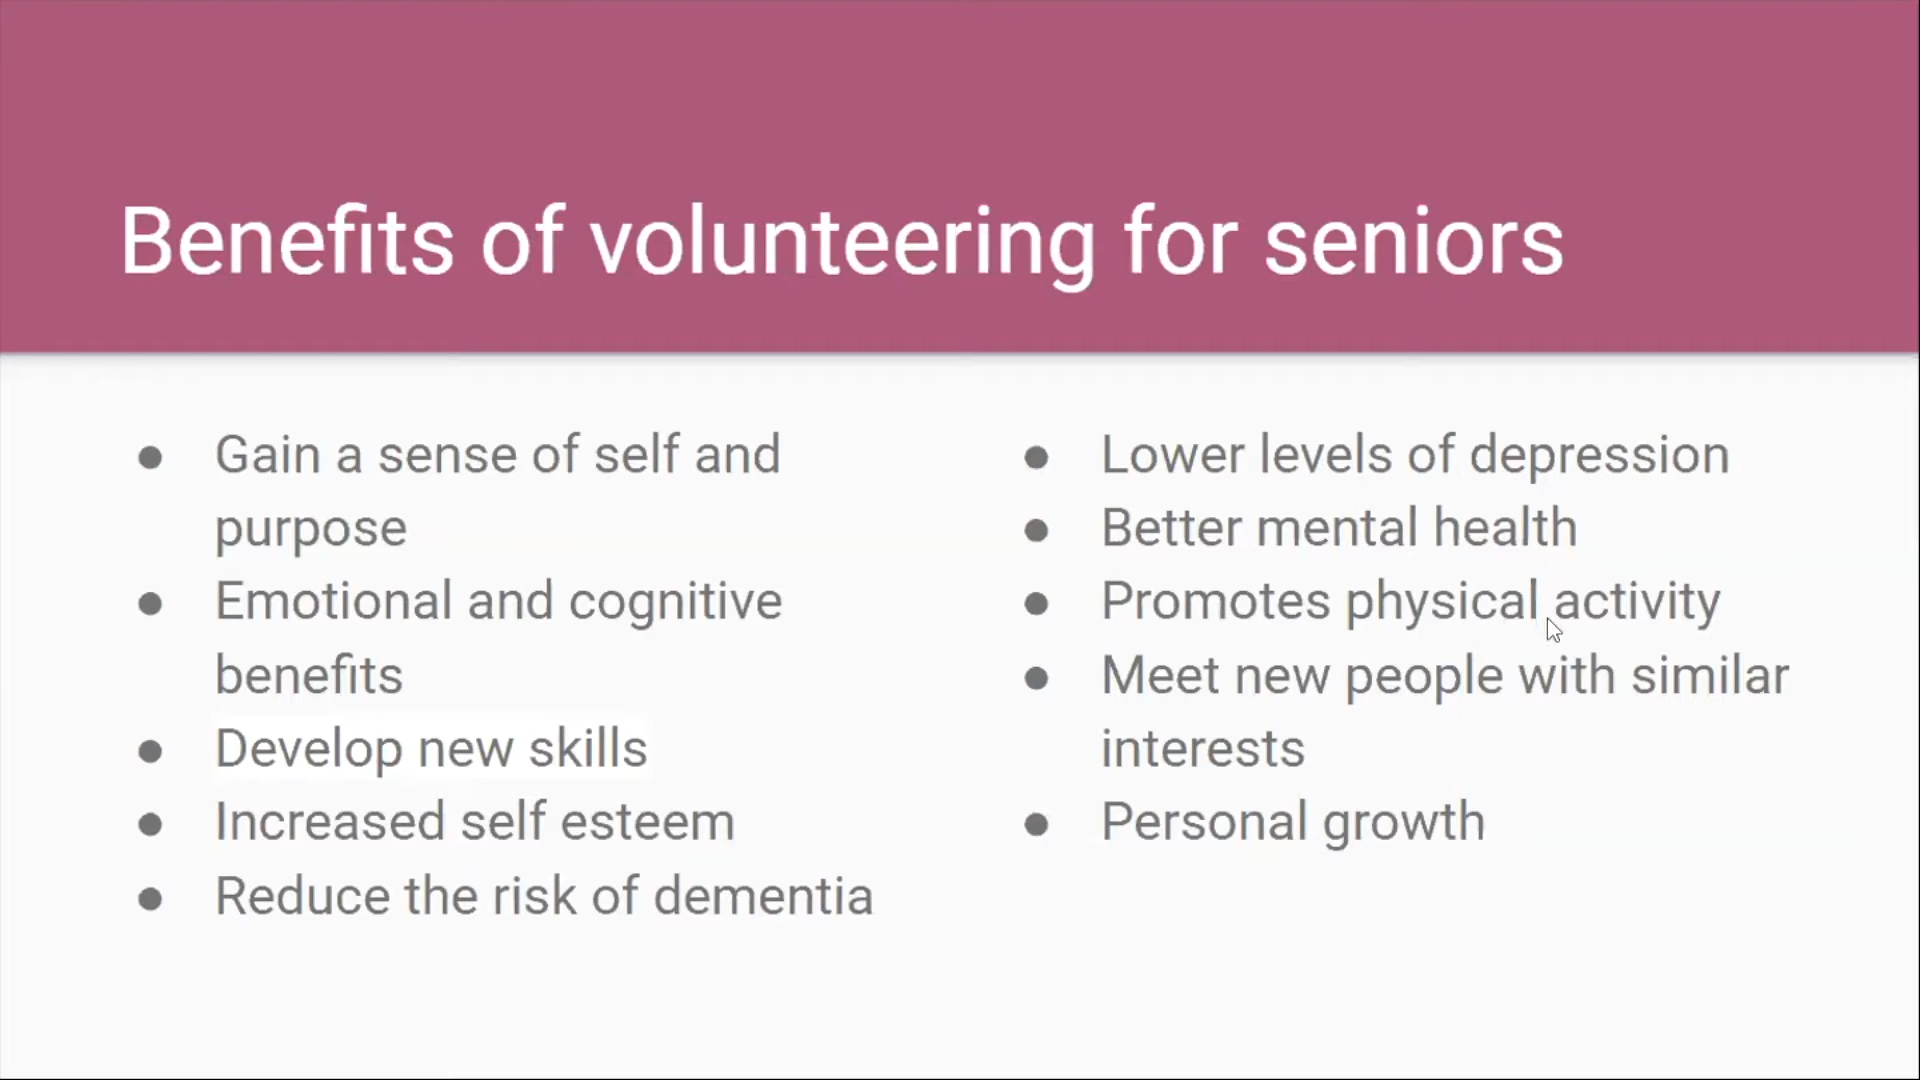 Benefits of volunteering for seniors
● Gain a sense of self and
purpose
● Emotional and cognitive
benefits
● Develop new skills
● Increased self esteem
● Reduce the risk of dementia
● Lower levels of depression
● Better mental health
● Promotes physical activity
● Meet new people with similar
interests
● Personal growth